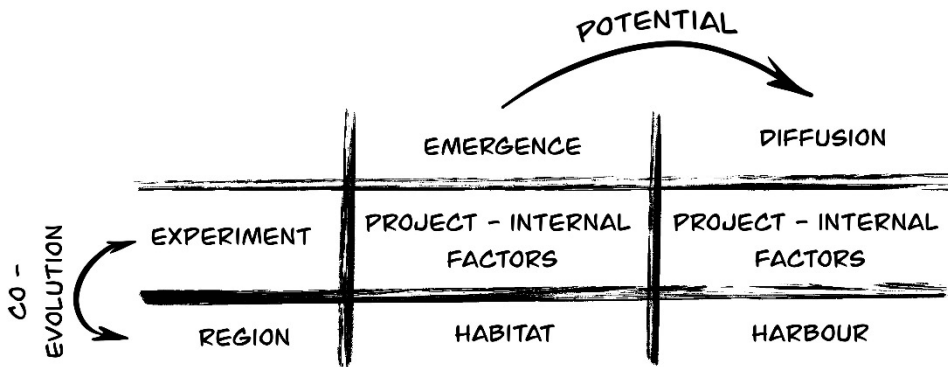 POTENTIAL
EMERGENCE
DIFFUSION
CO -
EVOLUTION
EXPERIMENT
PROJECT - INTERNAL
FACTORS
PROJECT - INTERNAL
FACTORS
REGION
HABITAT
HARBOUR